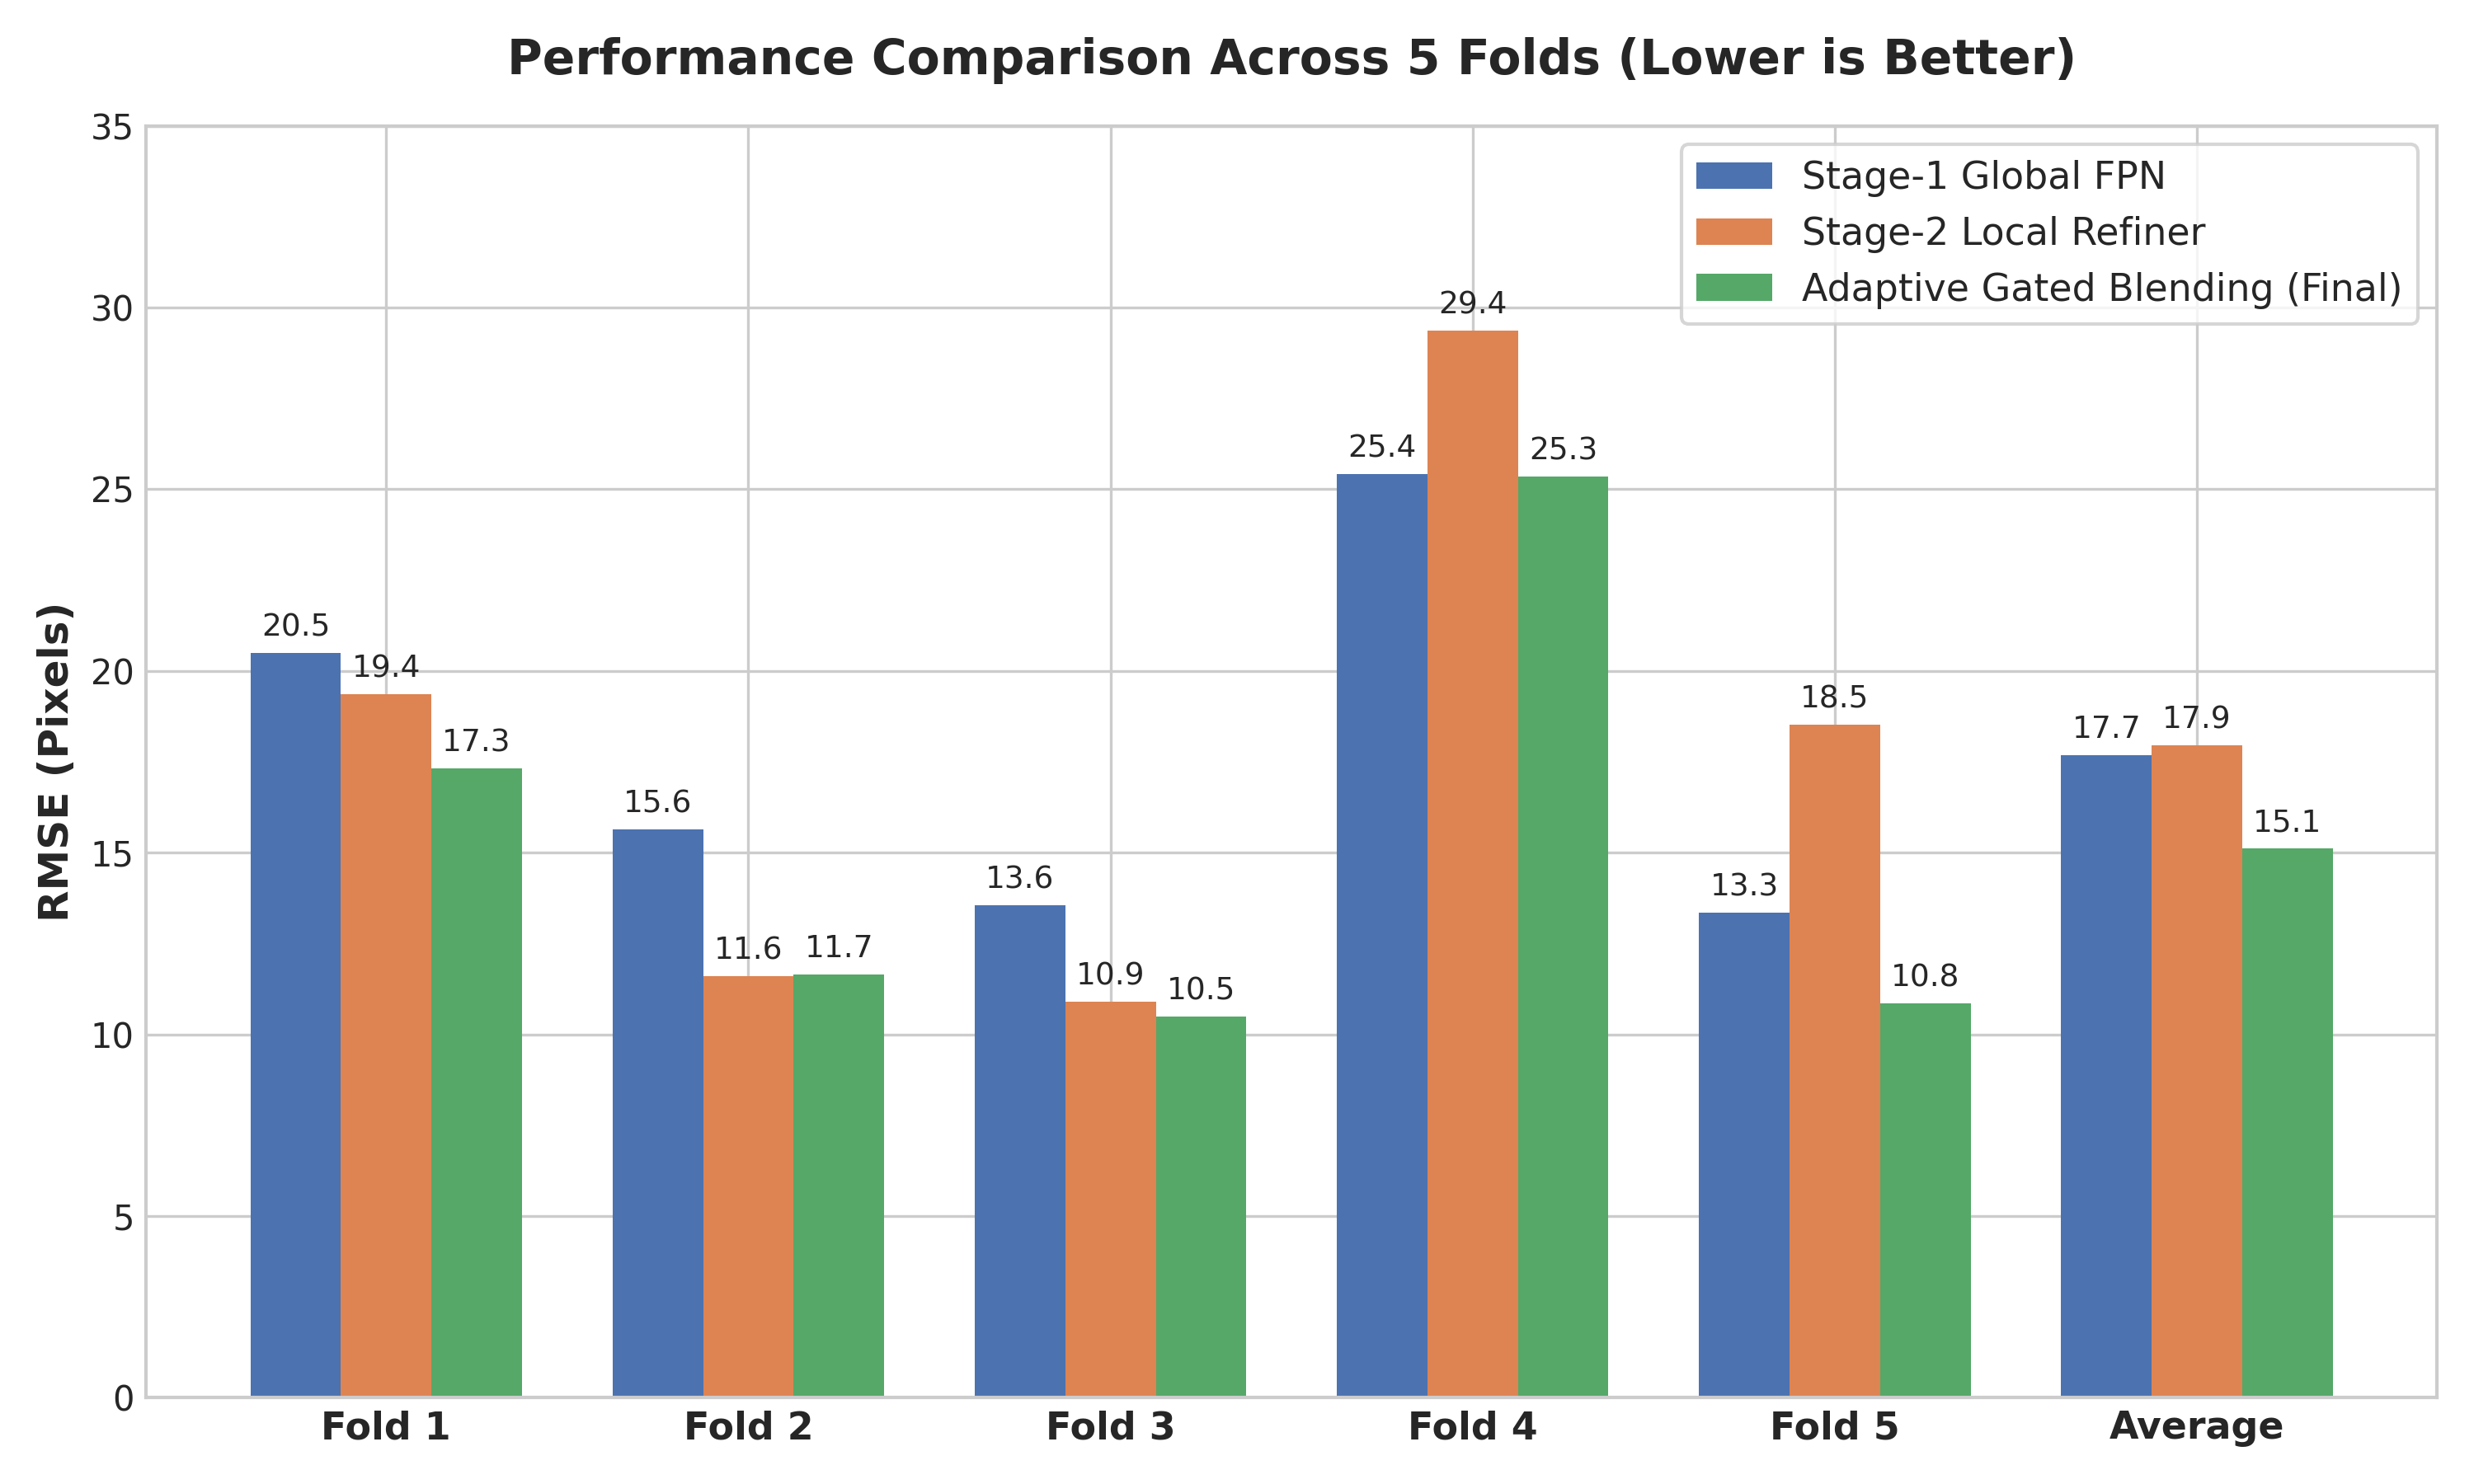 Performance Comparison Across 5 Folds (Lower is Better)
35
30
25
20
15
10
5
0
RMSE (Pixels)
Stage-1 Global FPN
Stage-2 Local Refiner
Adaptive Gated Blending (Final)
20.5
19.4
17.3
15.6
11.6
11.7
13.6
10.9
10.5
25.4
29.4
25.3
13.3
18.5
10.8
17.7
17.9
15.1
Fold 1
Fold 2
Fold 3
Fold 4
Fold 5
Average